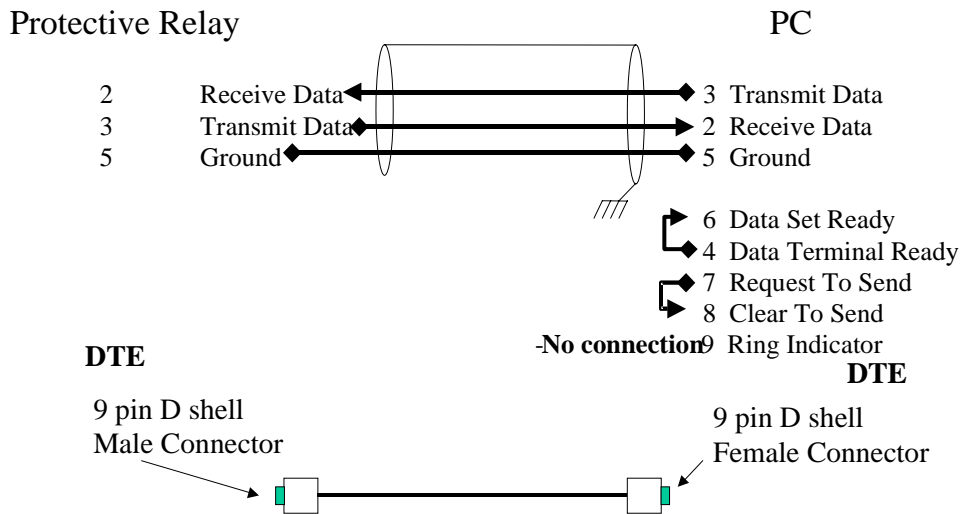 Protective Relay PC
2 Receive Data 3 Transmit Data
3 Transmit Data 2 Receive Data
5 Ground 5 Ground
6 Data Set Ready
4 Data Terminal Ready
7 Request To Send
8 Clear To Send
-No connection 9 Ring Indicator
DTE
DTE
9 pin D shell
Male Connector
9 pin D shell
Female Connector